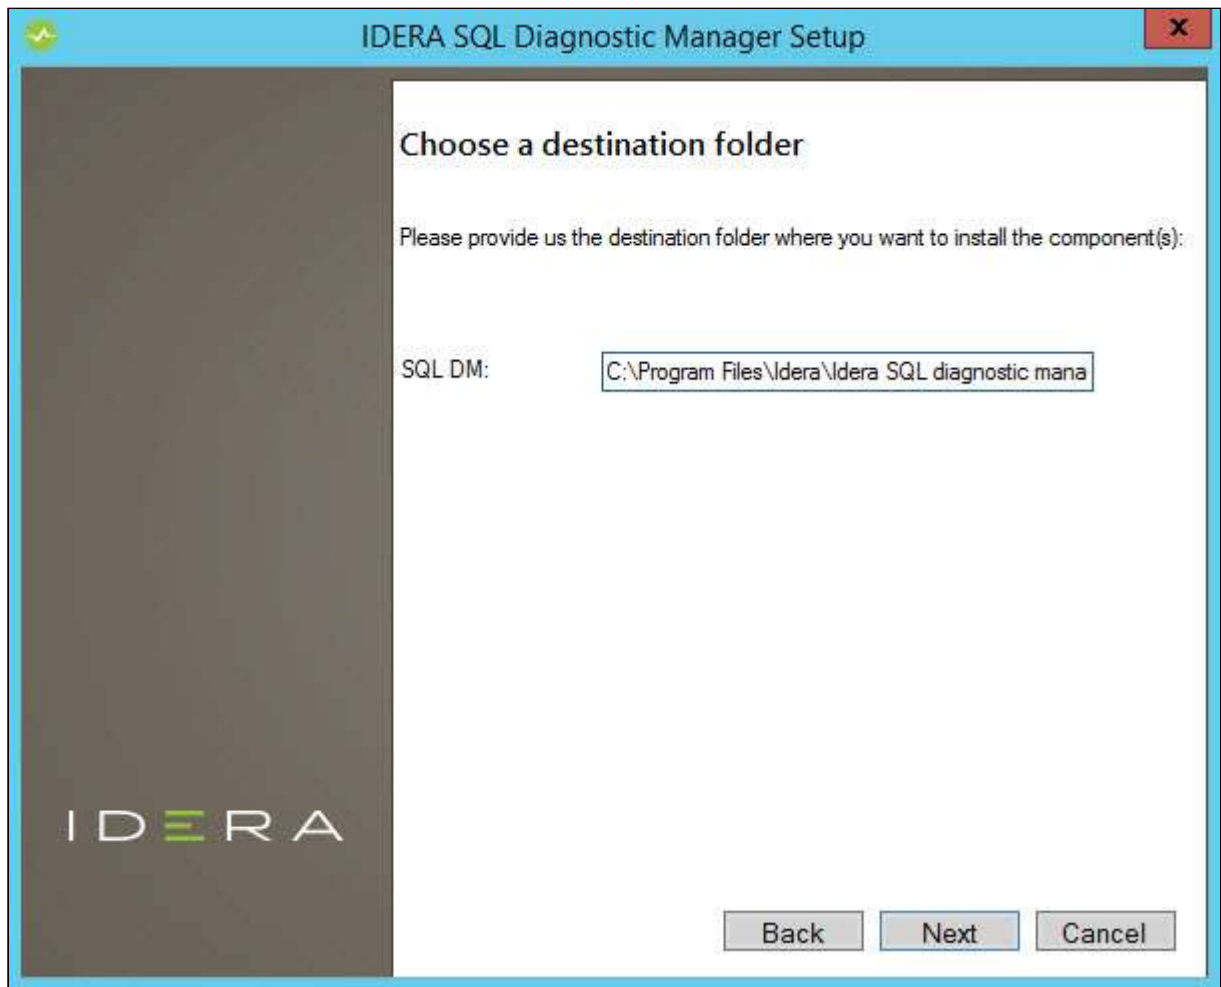 IDERA SQL Diagnostic Manager Setup
x
Choose a destination folder
Please provide us the destination folder where you want to install the component(s):
SQL DM:
C:\Program Files\Idera\Idera SQL diagnostic mana
IDERA
Back
Next
Cancel